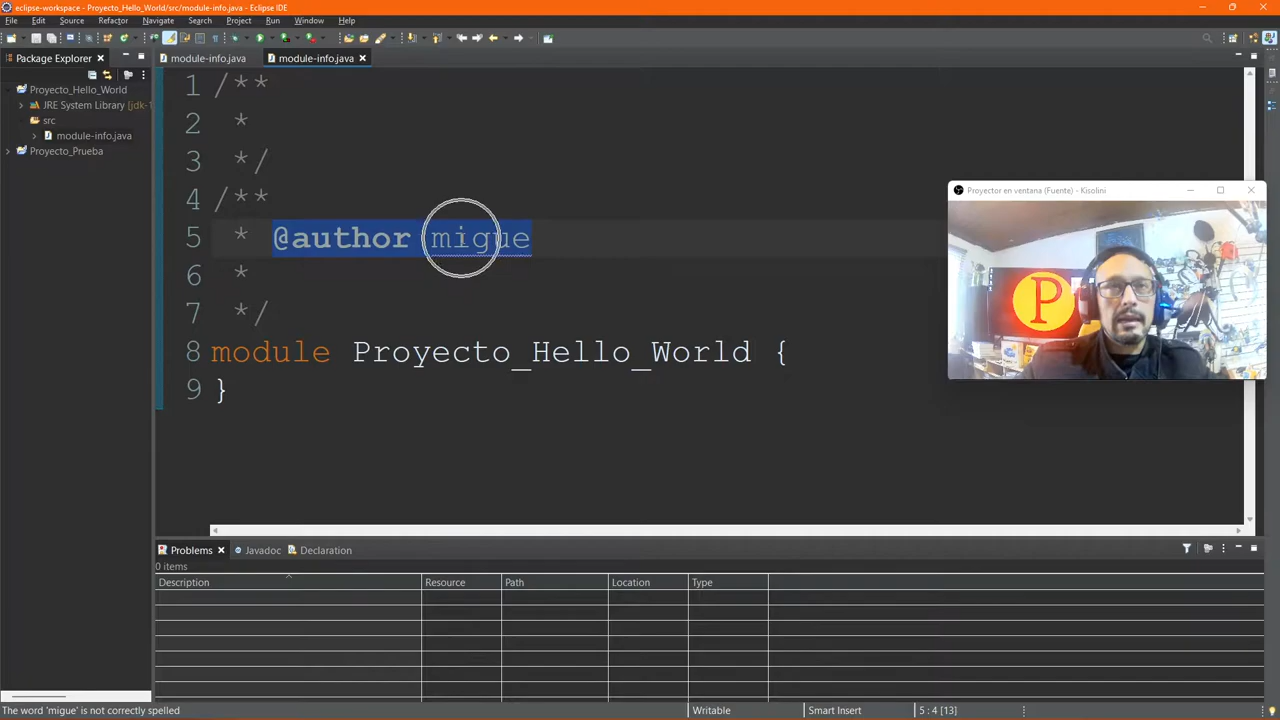 eclipse-workspace - Proyecto_Hello_World/src/module-info.java - Eclipse IDE
File Edit Source Refactor Navigate Search Project Run Window Help
Package Explorer
module-info.java
module-info.java
Proyecto_Hello_World
JRE System Library [jdk-1
src
module-info.java
Proyecto_Prueba
1 /**
2 *
3 */
4 /**
5 * @author migue
6 *
7 */
8 module Proyecto_Hello_World {
9 }
Proyector en ventana (Fuente) - Kisolini
P
Problems Javadoc Declaration
0 items
Description Resource Path Location Type
The word 'migue' is not correctly spelled Writable Smart Insert 5 : 4 [13]